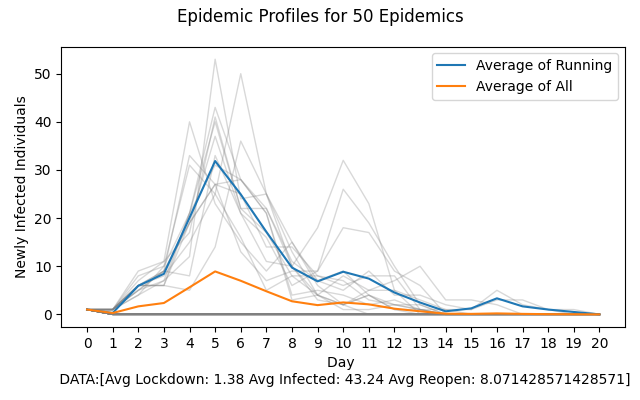 Epidemic Profiles for 50 Epidemics
Average of Running
Average of All
Newly Infected Individuals
50
40
30
20
10
0
0 1 2 3 4 5 6 7 8 9 10 11 12 13 14 15 16 17 18 19 20
Day
DATA:[Avg Lockdown: 1.38 Avg Infected: 43.24 Avg Reopen: 8.071428571428571]